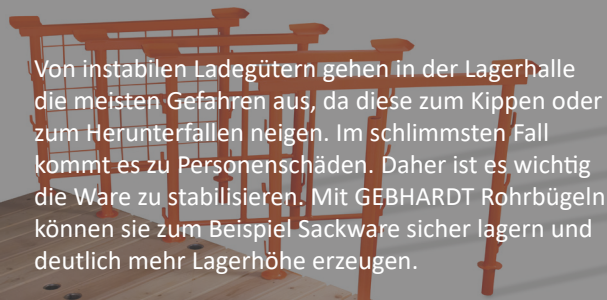 Von instabilen Ladegütern gehen in der Lagerhalle
die meisten Gefahren aus, da diese zum Kippen oder
zum Herunterfallen neigen. Im schlimmsten Fall
kommt es zu Personenschäden. Daher ist es wichtig
die Ware zu stabilisieren. Mit GEBHARDT Rohrbügeln
können sie zum Beispiel Sackware sicher lagern und
deutlich mehr Lagerhöhe erzeugen.